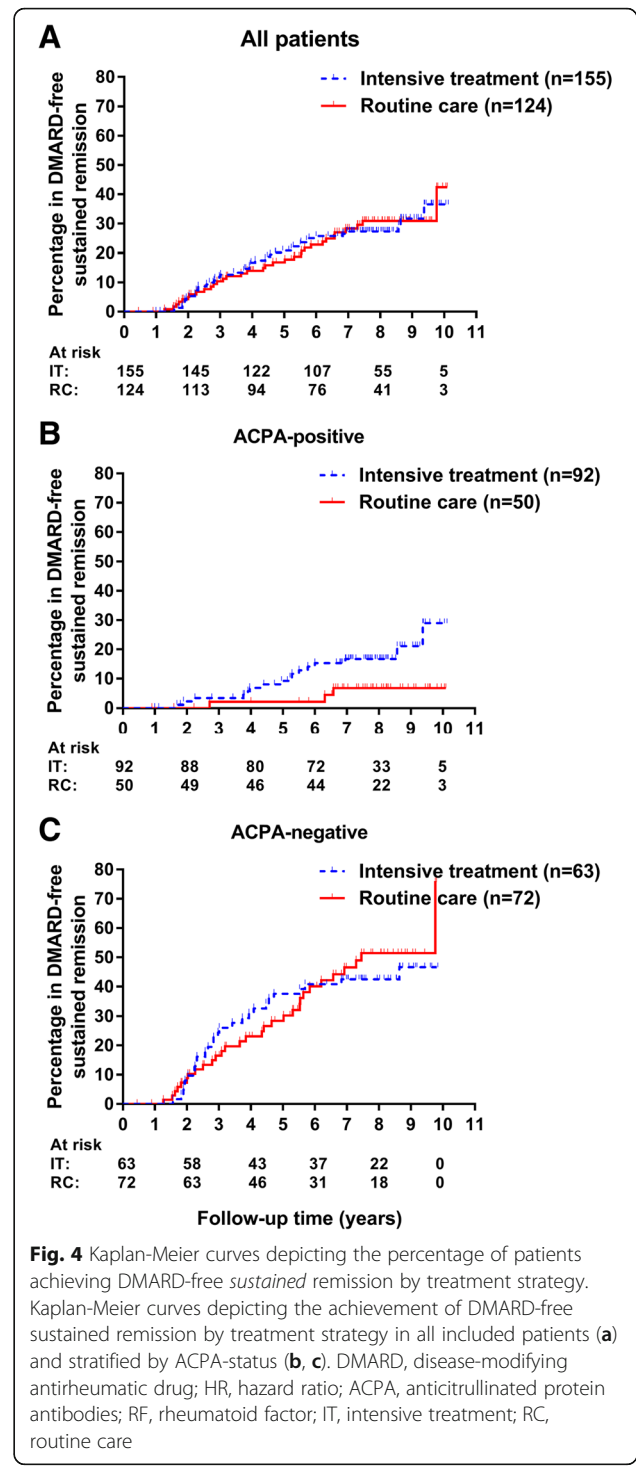 A
All patients
Percentage in DMARD-free
sustained remission
80
70
60
50
40
30
20
10
0
Intensive treatment (n=155)
Routine care (n=124)
0 1 2 3 4 5 6 7 8 9 10 11
At risk
IT: 155 145 122 107 55 5
RC: 124 113 94 76 41 3
B
ACPA-positive
Percentage in DMARD-free
sustained remission
80
70
60
50
40
30
20
10
0
Intensive treatment (n=92)
Routine care (n=50)
0 1 2 3 4 5 6 7 8 9 10 11
At risk
IT: 92 88 80 72 33 5
RC: 50 49 46 44 22 3
C
ACPA-negative
Percentage in DMARD-free
sustained remission
80
70
60
50
40
30
20
10
0
Intensive treatment (n=63)
Routine care (n=72)
0 1 2 3 4 5 6 7 8 9 10 11
At risk
IT: 63 58 43 37 22 0
RC: 72 63 46 31 18 0
Follow-up time (years)
Fig. 4 Kaplan-Meier curves depicting the percentage of patients
achieving DMARD-free sustained remission by treatment strategy.
Kaplan-Meier curves depicting the achievement of DMARD-free
sustained remission by treatment strategy in all included patients (a)
and stratified by ACPA-status (b, c). DMARD, disease-modifying
antirheumatic drug; HR, hazard ratio; ACPA, anticitrullinated protein
antibodies; RF, rheumatoid factor; IT, intensive treatment; RC,
routine care